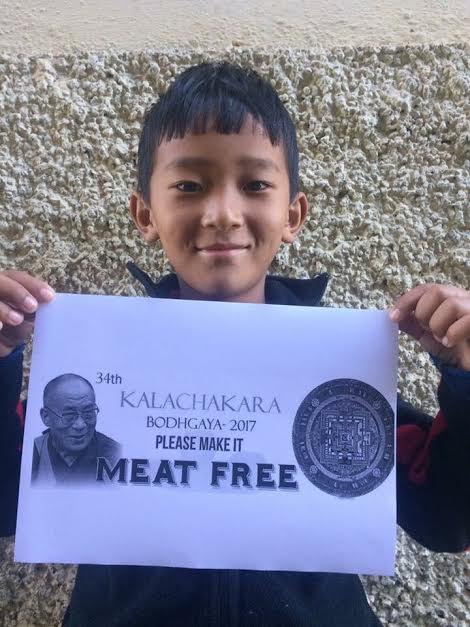 34th
KALACHAKARA
BODHGAYA- 2017
PLEASE MAKE IT
MEAT FREE